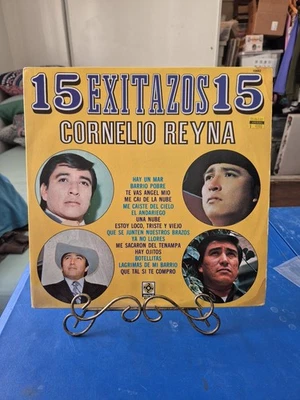 15 EXITAZOS 15
CORNELIO REYNA
HAY UN MAR
BARRIO POBRE
TE VAS ANGEL MIO
ME CAI DE LA NUBE
ME CAISTE DEL CIELO
EL ANDARIEGO
UNA NUBE
ESTOY LOCO, TRISTE Y VIEJO
QUE SE JUNTEN NUESTROS BRAZOS
YA NO LLORES
ME SACARON DEL TENAMPA
HAY OJITOS
BOTELLITAS
LAGRIMAS DE MI BARRIO
QUE TAL SI TE COMPRO